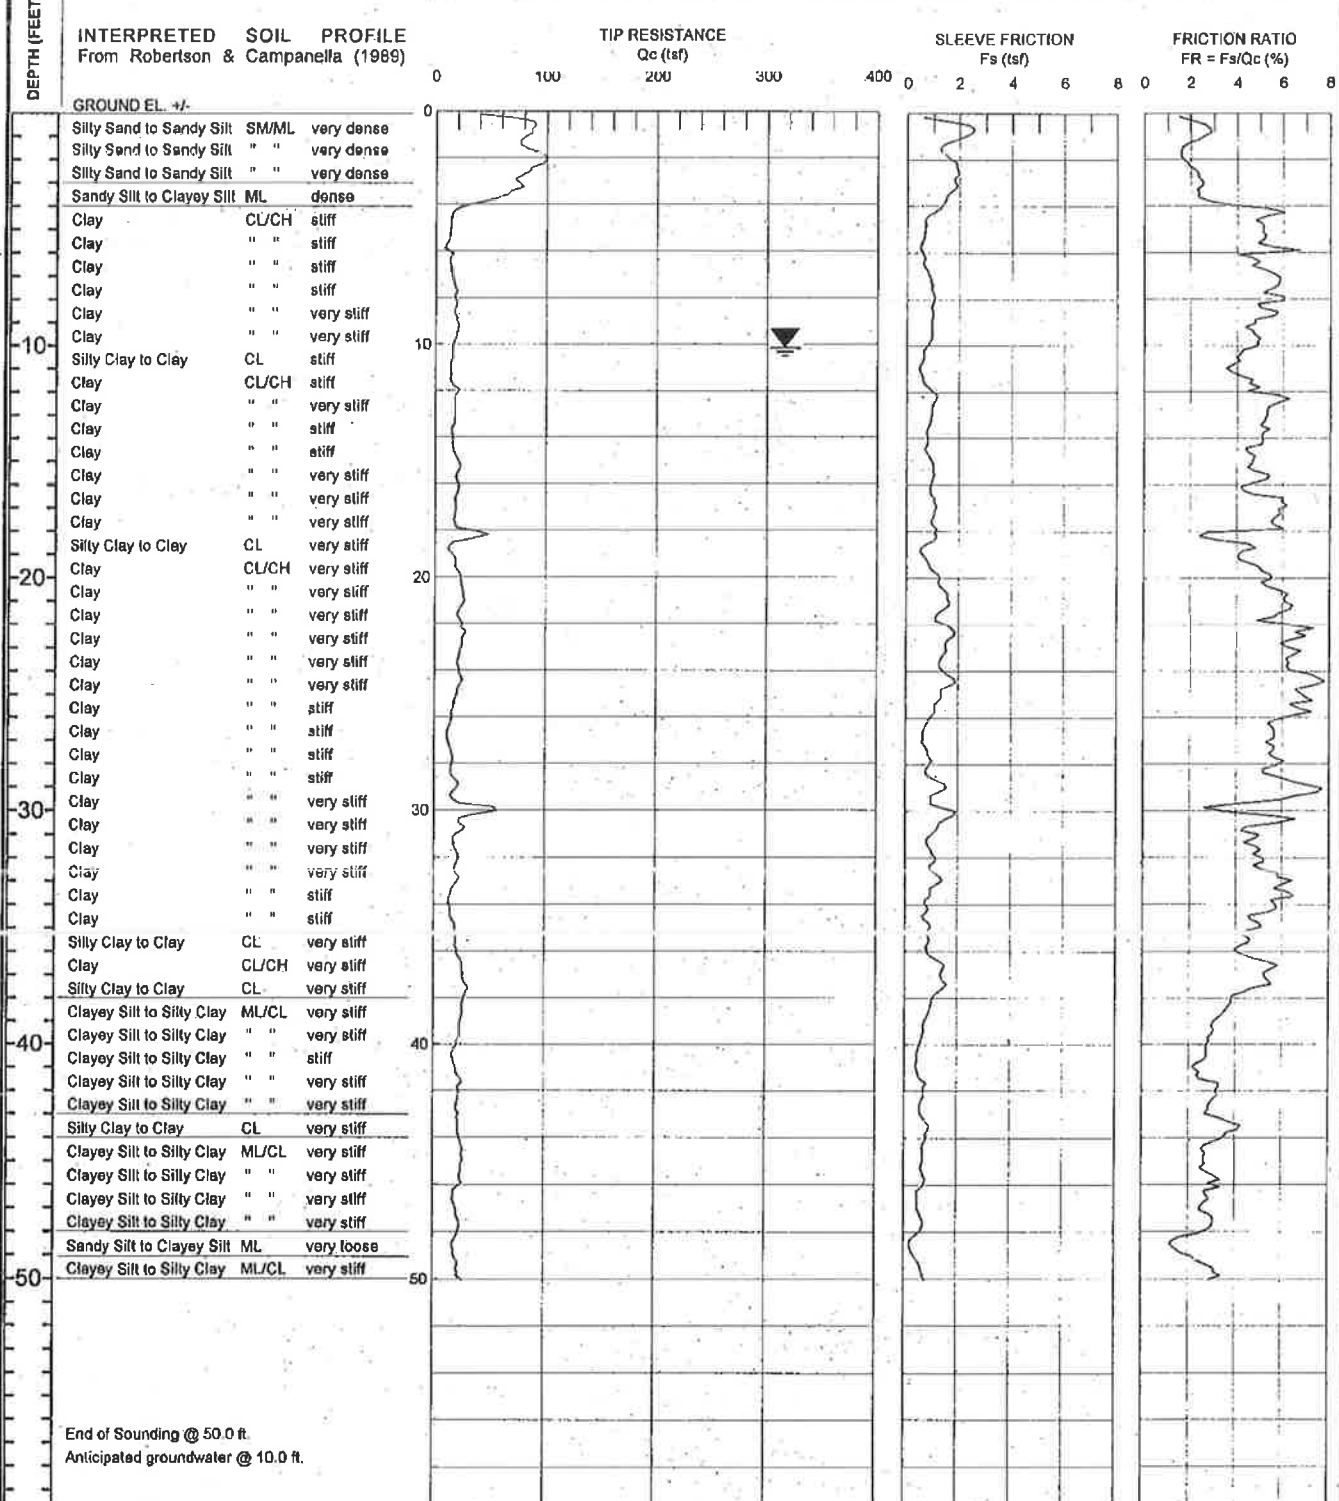 DEPTH (FEET
INTERPRETED SOIL PROFILE
From Robertson & Campanella (1989)
TIP RESISTANCE
Qc (tsf)
SLEEVE FRICTION
Fs (tsf)
FRICTION RATIO
FR = Fs/Qc (%)
0 100 200 300 400
0 2 4 6 8
0 2 4 6 8
GROUND EL. +/-
0
Silty Sand to Sandy Silt SM/ML very dense
Silty Sand to Sandy Silt " " very dense
Silty Sand to Sandy Silt " " very dense
Sandy Silt to Clayey Silt ML dense
Clay CL/CH stiff
Clay " " stiff
Clay " " stiff
Clay " " stiff
Clay " " very stiff
Clay " " very stiff
10 10
Silty Clay to Clay CL stiff
Clay CL/CH stiff
Clay " " very stiff
Clay " " stiff
Clay " " stiff
Clay " " very stiff
Clay " " very stiff
Clay " " very stiff
Silty Clay to Clay CL very stiff
Clay CL/CH very stiff
20 20
Clay " " very stiff
Clay " " very stiff
Clay " " very stiff
Clay " " very stiff
Clay " " very stiff
Clay " " stiff
Clay " " stiff
Clay " " stiff
Clay " " stiff
Clay " " very stiff
30 30
Clay " " very stiff
Clay " " very stiff
Clay " " very stiff
Clay " " stiff
Clay " " stiff
Silty Clay to Clay CL very stiff
Clay CL/CH very stiff
Silty Clay to Clay CL very stiff
Clayey Silt to Silty Clay ML/CL very stiff
Clayey Silt to Silty Clay " " very stiff
40 40
Clayey Silt to Silty Clay " " stiff
Clayey Silt to Silty Clay " " very stiff
Clayey Silt to Silty Clay " " very stiff
Silty Clay to Clay CL very stiff
Clayey Silt to Silty Clay ML/CL very stiff
Clayey Silt to Silty Clay " " very stiff
Clayey Silt to Silty Clay " " very stiff
Clayey Silt to Silty Clay " " very stiff
Sandy Silt to Clayey Silt ML very loose
Clayey Silt to Silty Clay ML/CL very stiff
50 50
End of Sounding @ 50.0 ft.
Anticipated groundwater @ 10.0 ft.